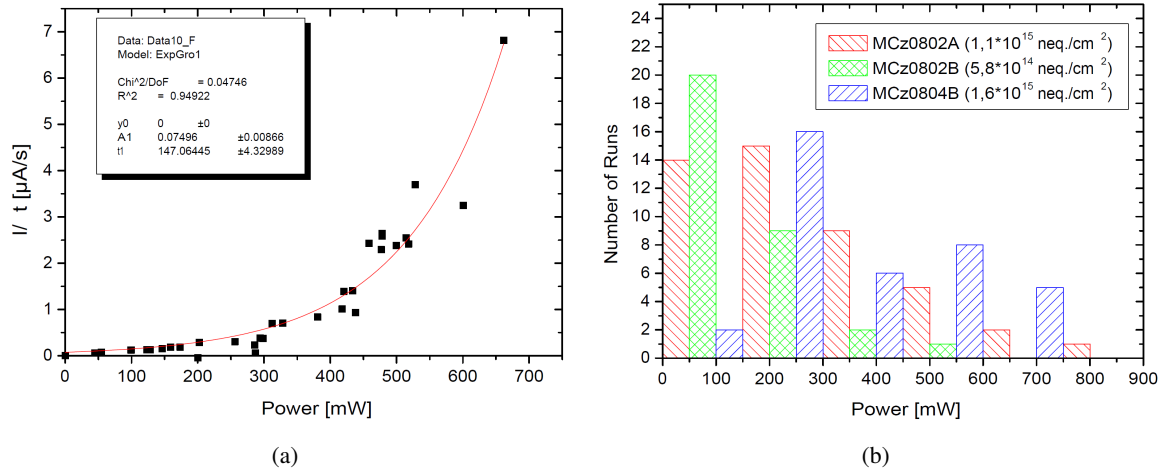 7
6
5
4
3
2
1
0
I/ t [µA/s]
Data: Data10_F
Model: ExpGro1
Chi^2/DoF = 0.04746
R^2 = 0.94922
y0 0 ±0
A1 0.07496 ±0.00866
t1 147.06445 ±4.32989
0 100 200 300 400 500 600 700
Power [mW]
(a)
24
22
20
18
16
14
12
10
8
6
4
2
0
Number of Runs
MCz0802A (1,1*10^15 neq./cm^2)
MCz0802B (5,8*10^14 neq./cm^2)
MCz0804B (1,6*10^15 neq./cm^2)
0 100 200 300 400 500 600 700 800 900
Power [mW]
(b)